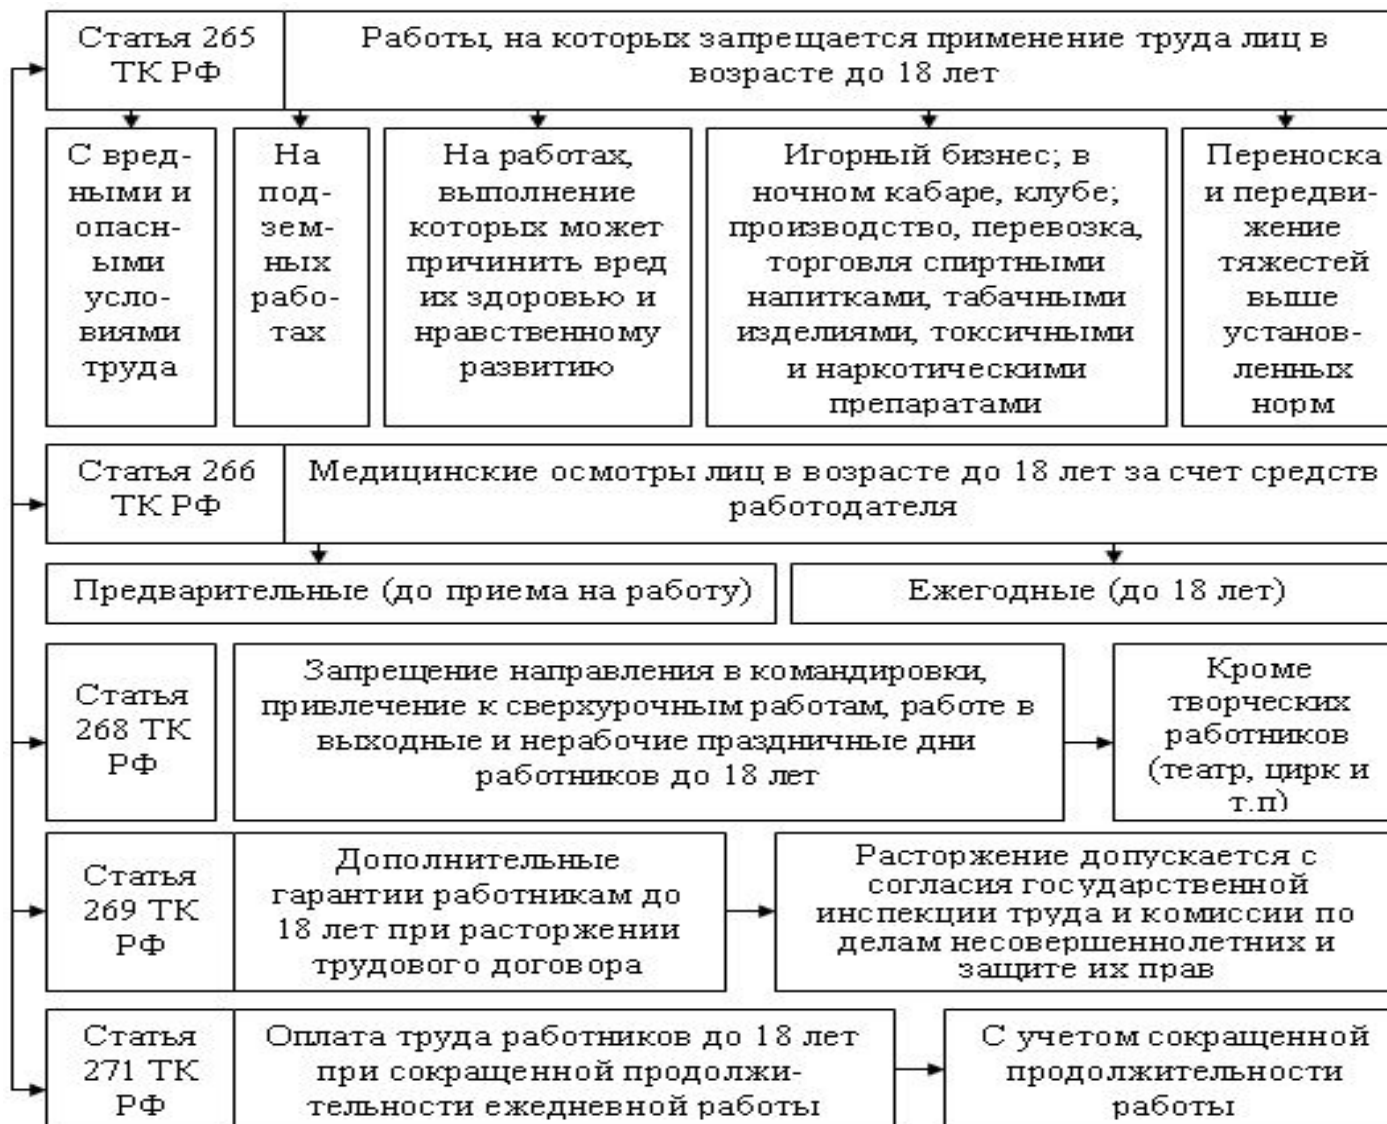 Статья 265
ТК РФ
Работы, на которых запрещается применение труда лиц в
возрасте до 18 лет
С вред-
ными и
опасн-
ыми
усло-
виями
труда
На
под-
зем-
ных
рабо-
тах
На работах,
выполнение
которых может
причинить вред
их здоровью и
нравственному
развитию
Игорный бизнес; в
ночном кабаре, клубе;
производство, перевозка,
торговля спиртными
напитками, табачными
изделиями, токсичными
и наркотическими
препаратами
Переноска
и передви-
жение
тяжестей
выше
установ-
ленных
норм
Статья 266
ТК РФ
Медицинские осмотры лиц в возрасте до 18 лет за счет средств
работодателя
Предварительные (до приема на работу)
Ежегодные (до 18 лет)
Статья
268 ТК
РФ
Запрещение направления в командировки,
привлечение к сверхурочным работам, работе в
выходные и нерабочие праздничные дни
работников до 18 лет
Кроме
творческих
работников
(театр, цирк и
т.п)
Статья
269 ТК
РФ
Дополнительные
гарантии работникам до
18 лет при расторжении
трудового договора
Расторжение допускается с
согласия государственной
инспекции труда и комиссии по
делам несовершеннолетних и
защите их прав
Статья
271 ТК
РФ
Оплата труда работников до 18 лет
при сокращенной продолжи-
тельности ежедневной работы
С учетом сокращенной
продолжительности
работы